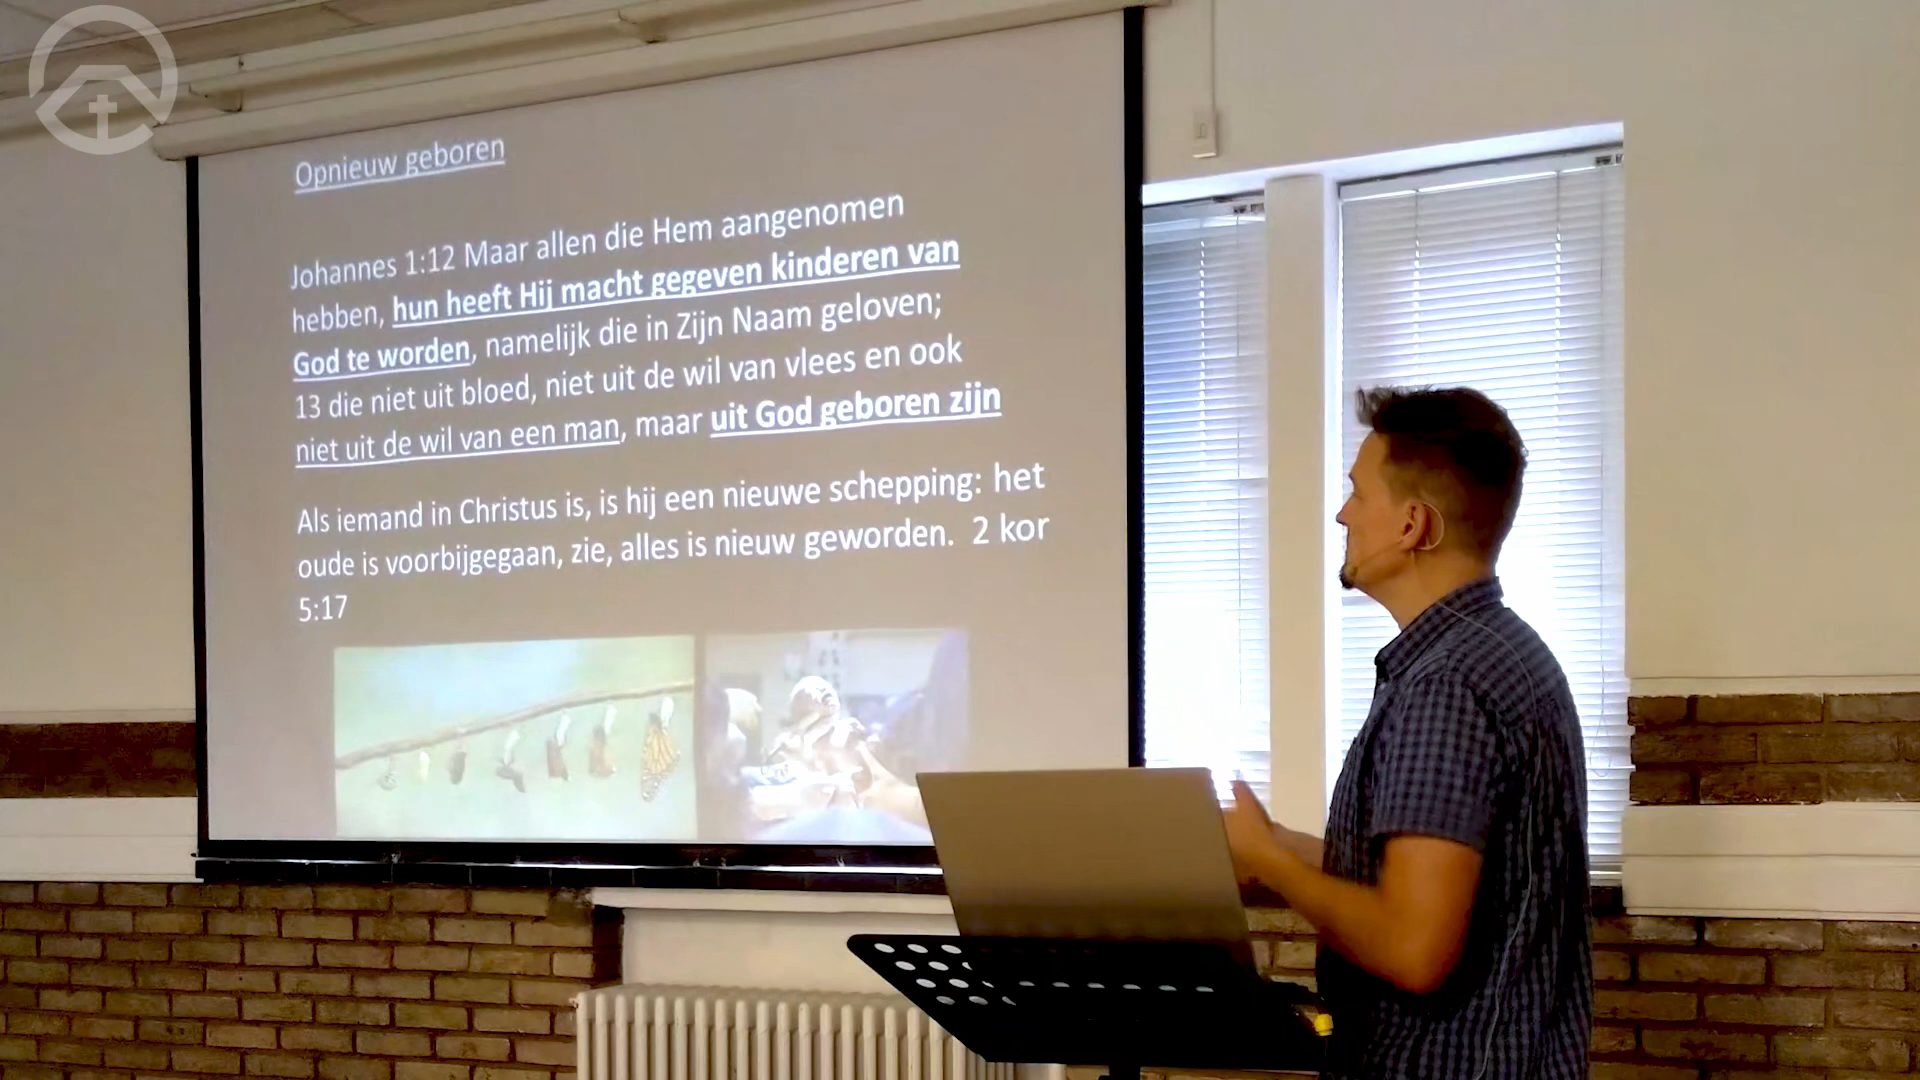 Opnieuw geboren
Johannes 1:12 Maar allen die Hem aangenomen
hebben, hun heeft Hij macht gegeven kinderen van
God te worden, namelijk die in Zijn Naam geloven;
13 die niet uit bloed, niet uit de wil van vlees en ook
niet uit de wil van een man, maar uit God geboren zijn
Als iemand in Christus is, is hij een nieuwe schepping: het
oude is voorbijgegaan, zie, alles is nieuw geworden. 2 kor
5:17